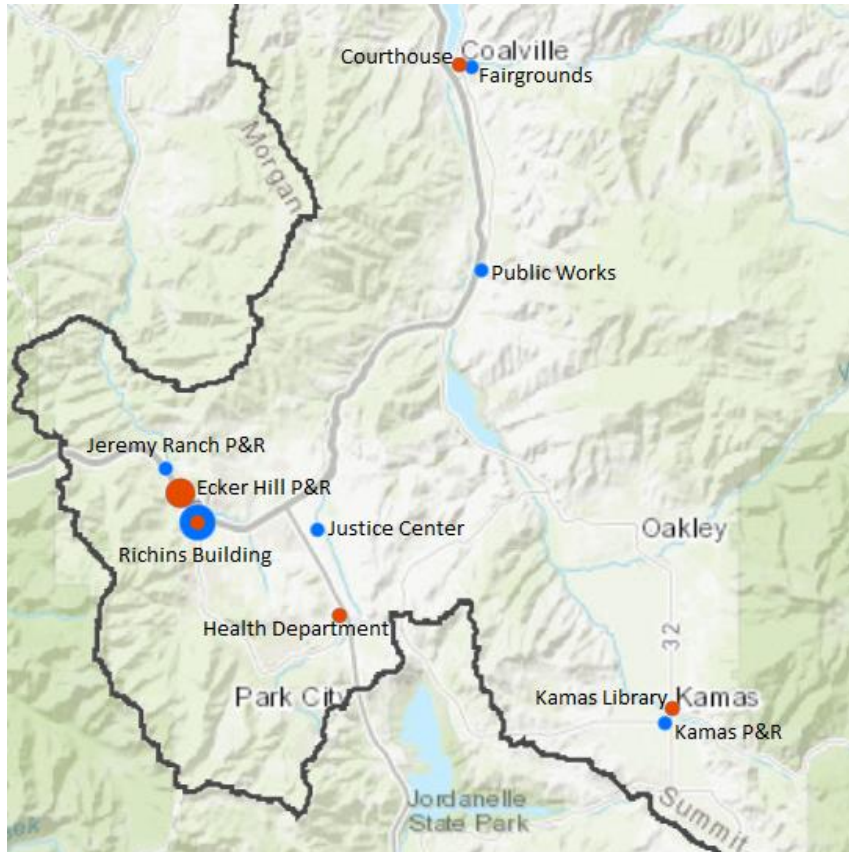 Courthouse
Coalville
Fairgrounds
Morgan
Public Works
Jeremy Ranch P&R
Ecker Hill P&R
Justice Center
Oakley
Richins Building
Health Department
32
Park City
Kamas Library
Kamas
Kamas P&R
Jordanelle
State Park
Summit